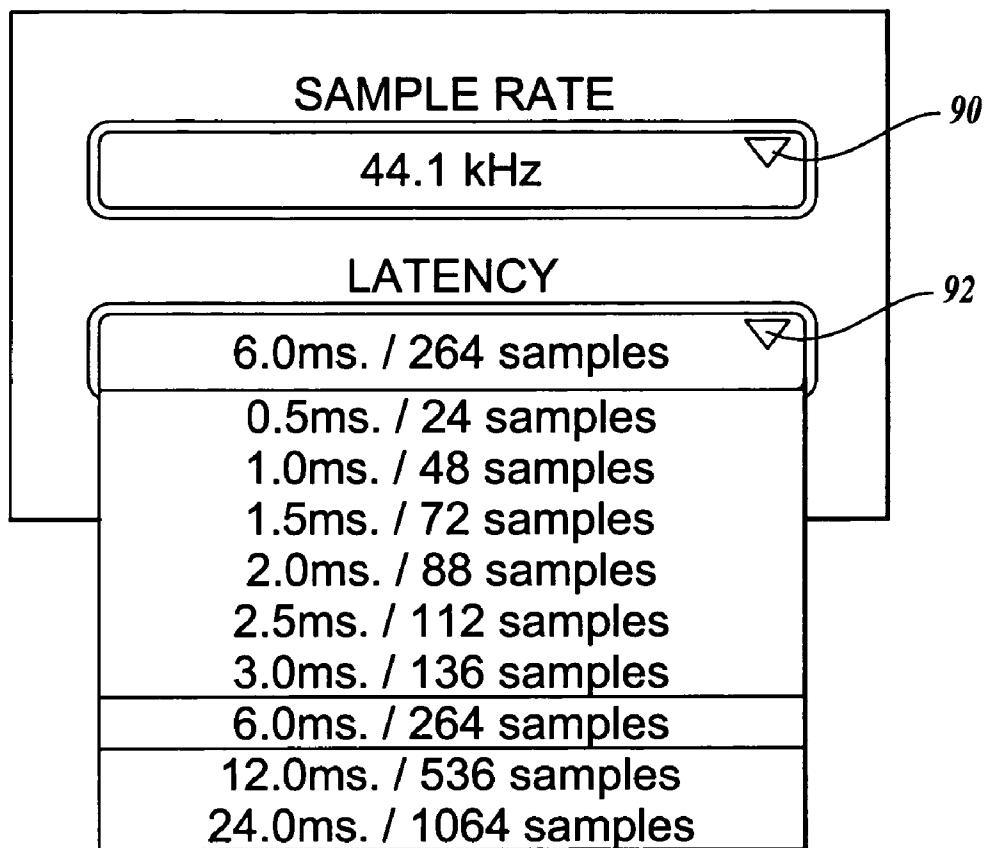 SAMPLE RATE
90
44.1 kHz
LATENCY
92
6.0ms. / 264 samples
0.5ms. / 24 samples
1.0ms. / 48 samples
1.5ms. / 72 samples
2.0ms. / 88 samples
2.5ms. / 112 samples
3.0ms. / 136 samples
6.0ms. / 264 samples
12.0ms. / 536 samples
24.0ms. / 1064 samples